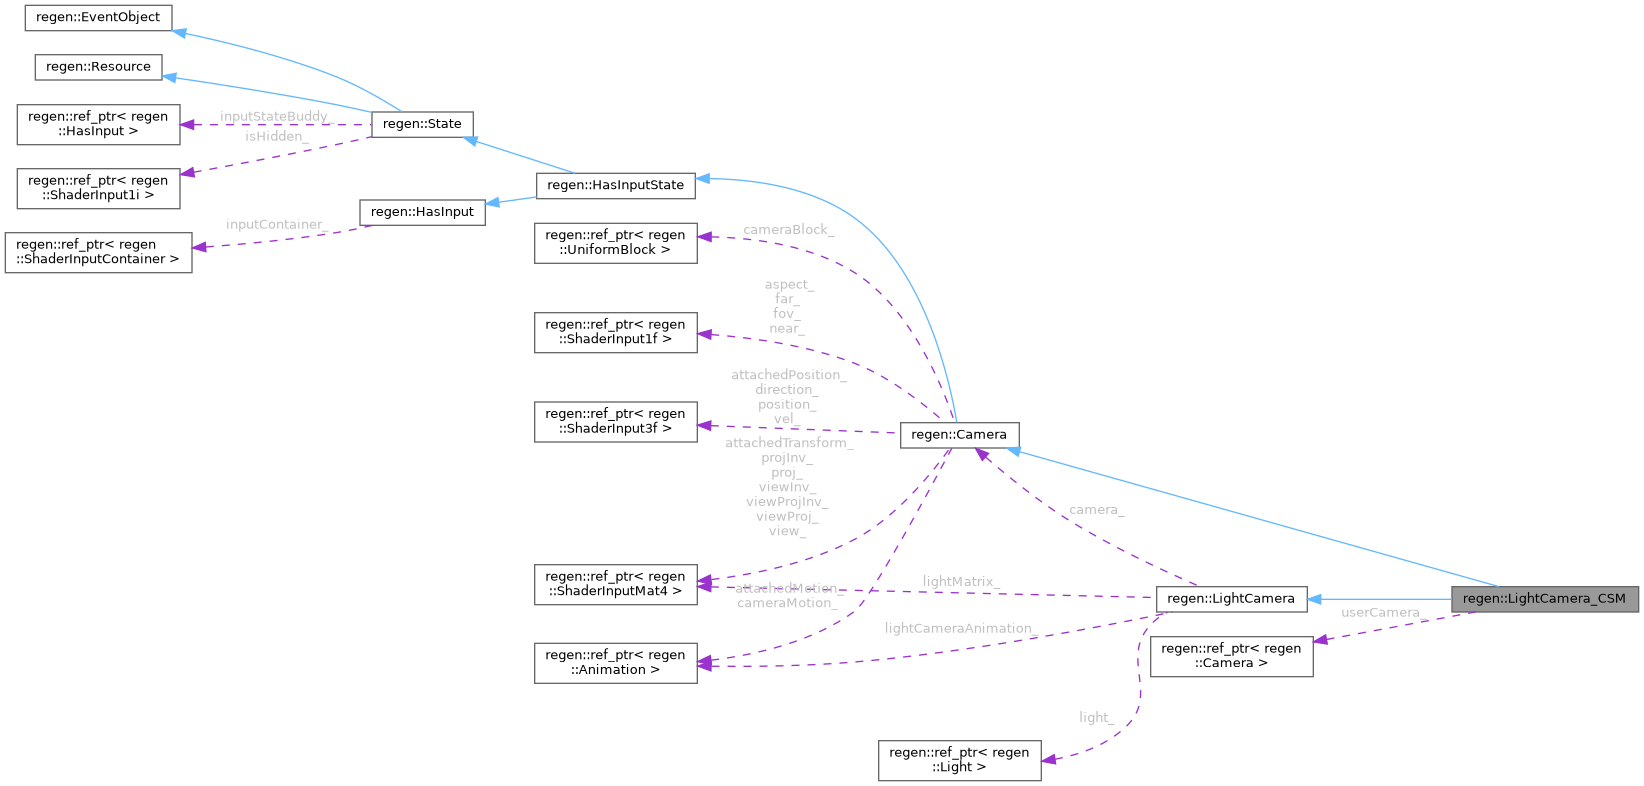 regen::EventObject
regen::Resource
regen::ref_ptr< regen
::HasInput >
inputStateBuddy_
isHidden_
regen::State
regen::ref_ptr< regen
::ShaderInput1i >
regen::HasInputState
regen::HasInput
inputContainer_
regen::ref_ptr< regen
::ShaderInputContainer >
regen::ref_ptr< regen
::UniformBlock >
cameraBlock_
aspect_
far_
fov_
near_
regen::ref_ptr< regen
::ShaderInput1f >
attachedPosition_
direction_
position_
vel_
regen::ref_ptr< regen
::ShaderInput3f >
regen::Camera
attachedTransform_
projInv_
proj_
viewInv_
viewProjInv_
viewProj_
view_
camera_
regen::ref_ptr< regen
::ShaderInputMat4 >
lightMatrix_
attachedMotion_
cameraMotion_
regen::LightCamera
regen::LightCamera_CSM
userCamera_
lightCameraAnimation_
regen::ref_ptr< regen
::Animation >
regen::ref_ptr< regen
::Camera >
light_
regen::ref_ptr< regen
::Light >